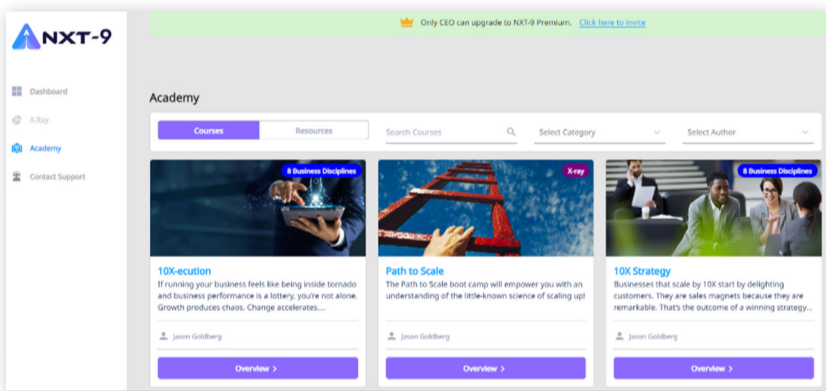 NXT-9
Only CEO can upgrade to NXT-9 Premium. Click here to invite
Dashboard
X-Ray
Academy
Contact Support
Academy
Courses
Resources
Search Courses
Select Category
Select Author
8 Business Disciplines
10X-ecution
If running your business feels like being inside tornado
and business performance is a lottery, you're not alone.
Growth produces chaos. Change accelerates....
Jason Goldberg
Overview >
X-ray
Path to Scale
The Path to Scale boot camp will empower you with an
understanding of the little-known science of scaling up!
Jason Goldberg
Overview >
8 Business Disciplines
10X Strategy
Businesses that scale by 10X start by delighting
customers. They are sales magnets because they are
remarkable. That's the outcome of a winning strategy...
Jason Goldberg
Overview >